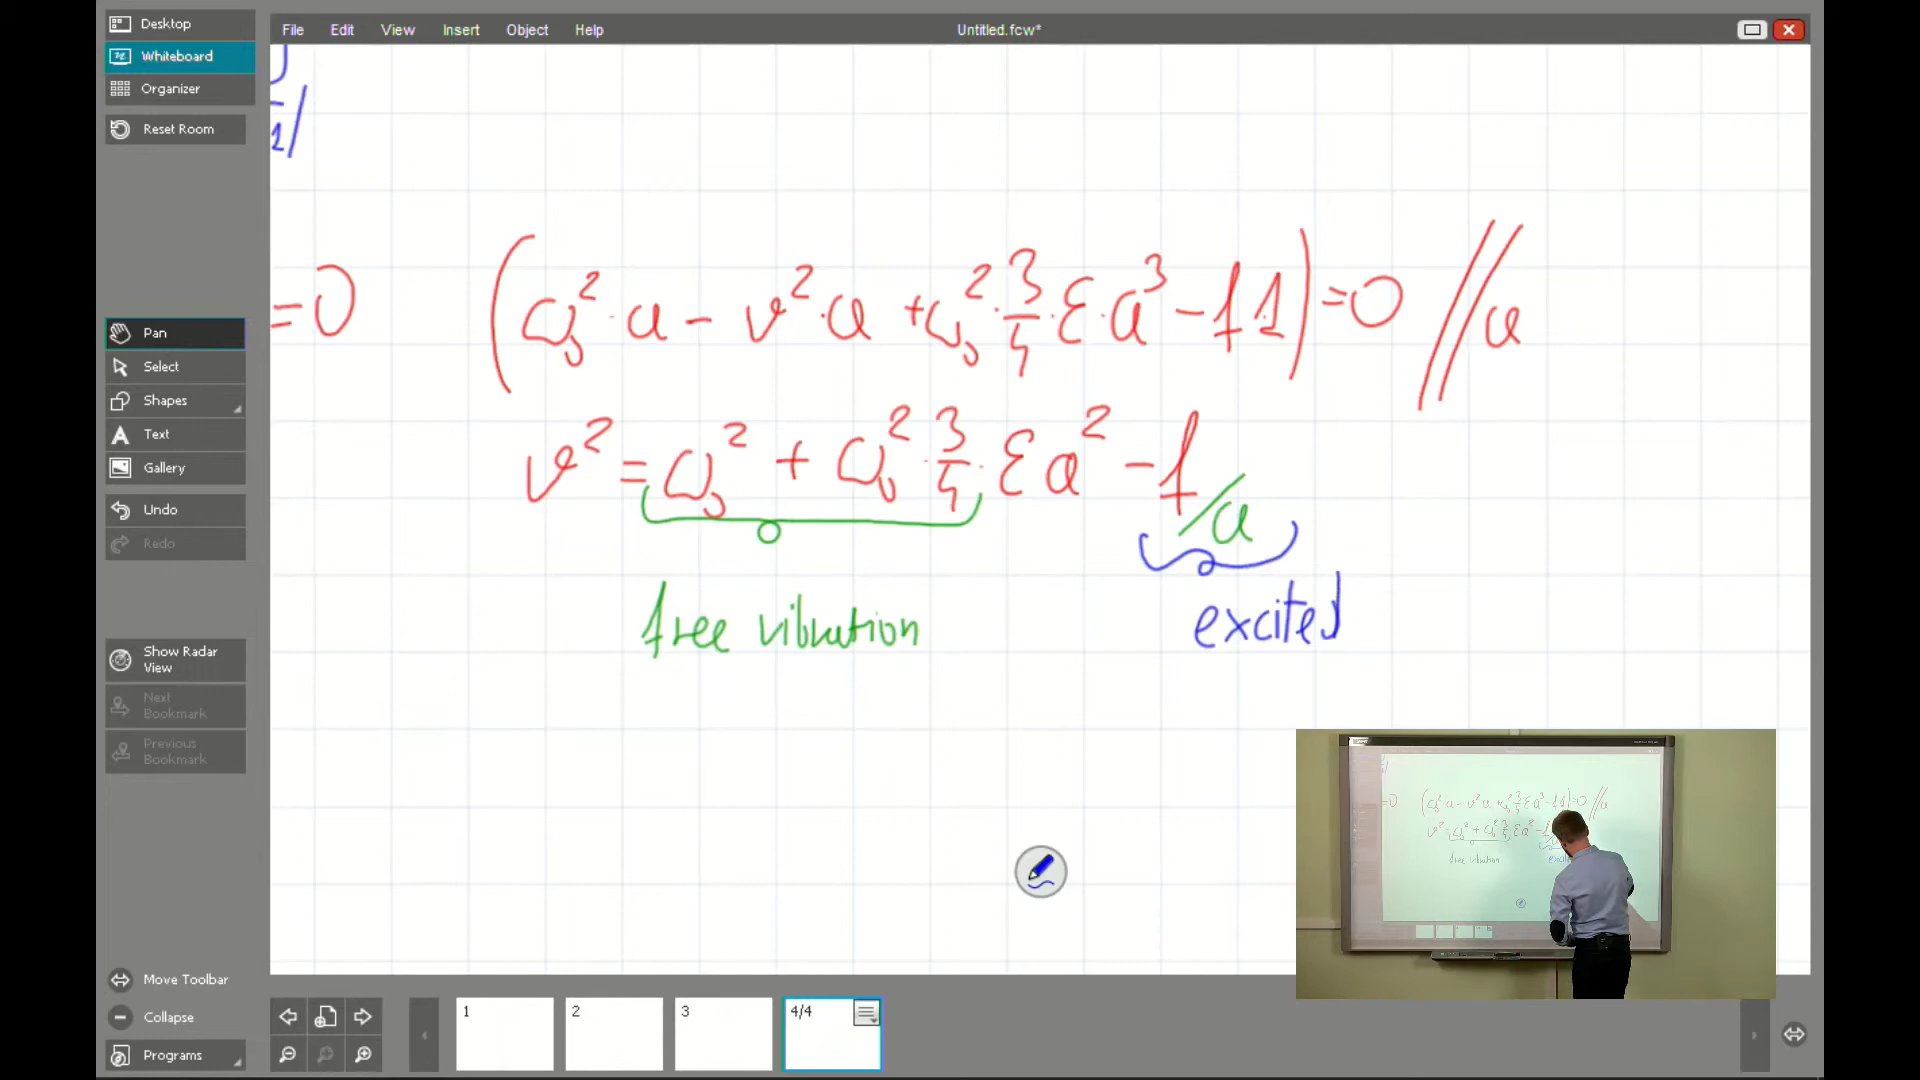 Desktop
Whiteboard
Organizer
Reset Room
Pan
Select
Shapes
Text
Gallery
Undo
Redo
Show Radar
View
Next
Bookmark
Previous
Bookmark
Move Toolbar
Collapse
Programs
File Edit View Insert Object Help Untitled.fcw*
1/
=0 (ω₀²·a - ν²·a + ω₀²·3/4·ε·a³ - f1) = 0 // a
ν² = ω₀² + ω₀²·3/4·εa² - f/a
free vibration excited
1 2 3 4/4